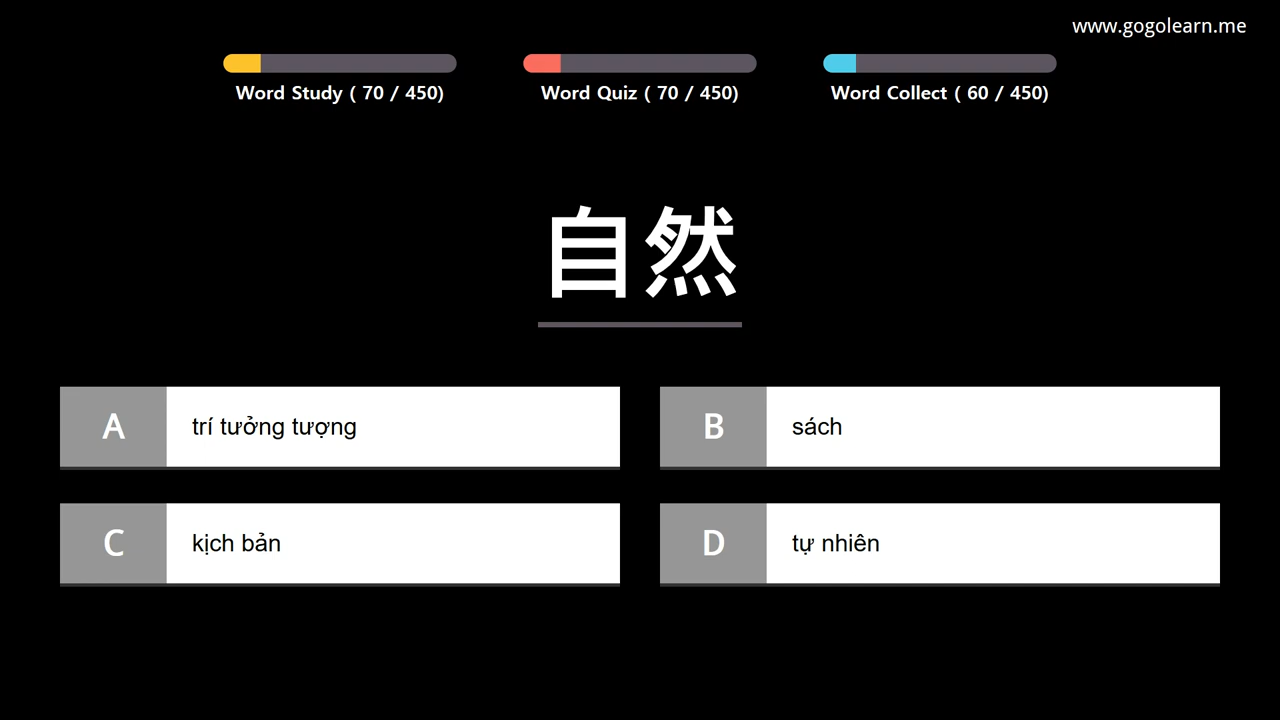 www.gogolearn.me
Word Study ( 70 / 450)
Word Quiz ( 70 / 450)
Word Collect ( 60 / 450)
自然
A trí tưởng tượng
B sách
C kịch bản
D tự nhiên